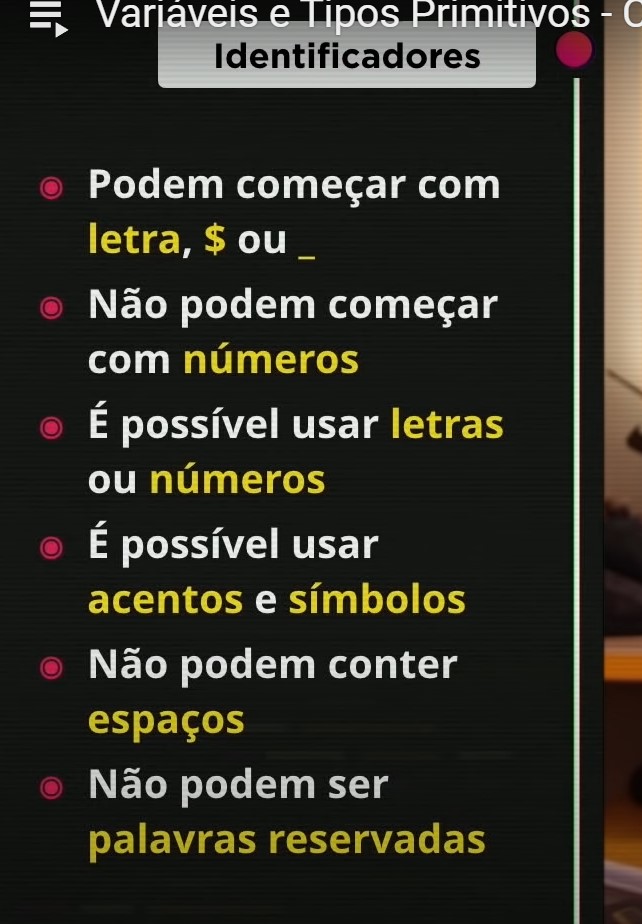 Variáveis e Tipos Primitivos - C
Identificadores
Podem começar com
letra, $ ou _
Não podem começar
com números
É possível usar letras
ou números
É possível usar
acentos e símbolos
Não podem conter
espaços
Não podem ser
palavras reservadas